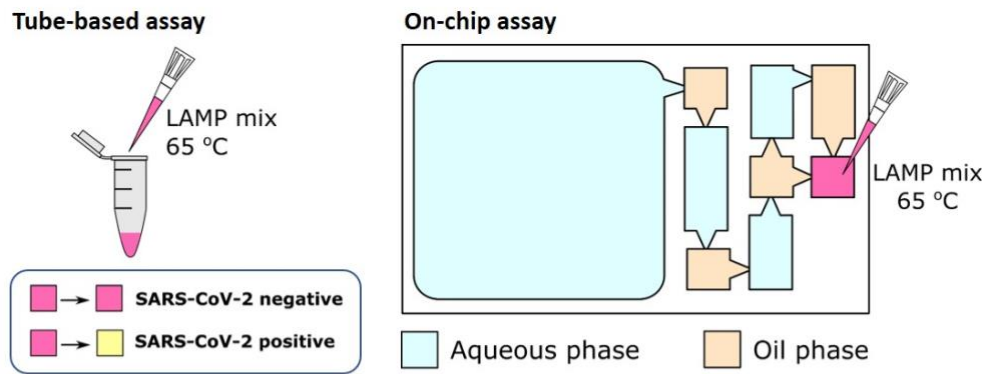 Tube-based assay
LAMP mix
65 °C
SARS-CoV-2 negative
SARS-CoV-2 positive
On-chip assay
LAMP mix
65 °C
Aqueous phase
Oil phase